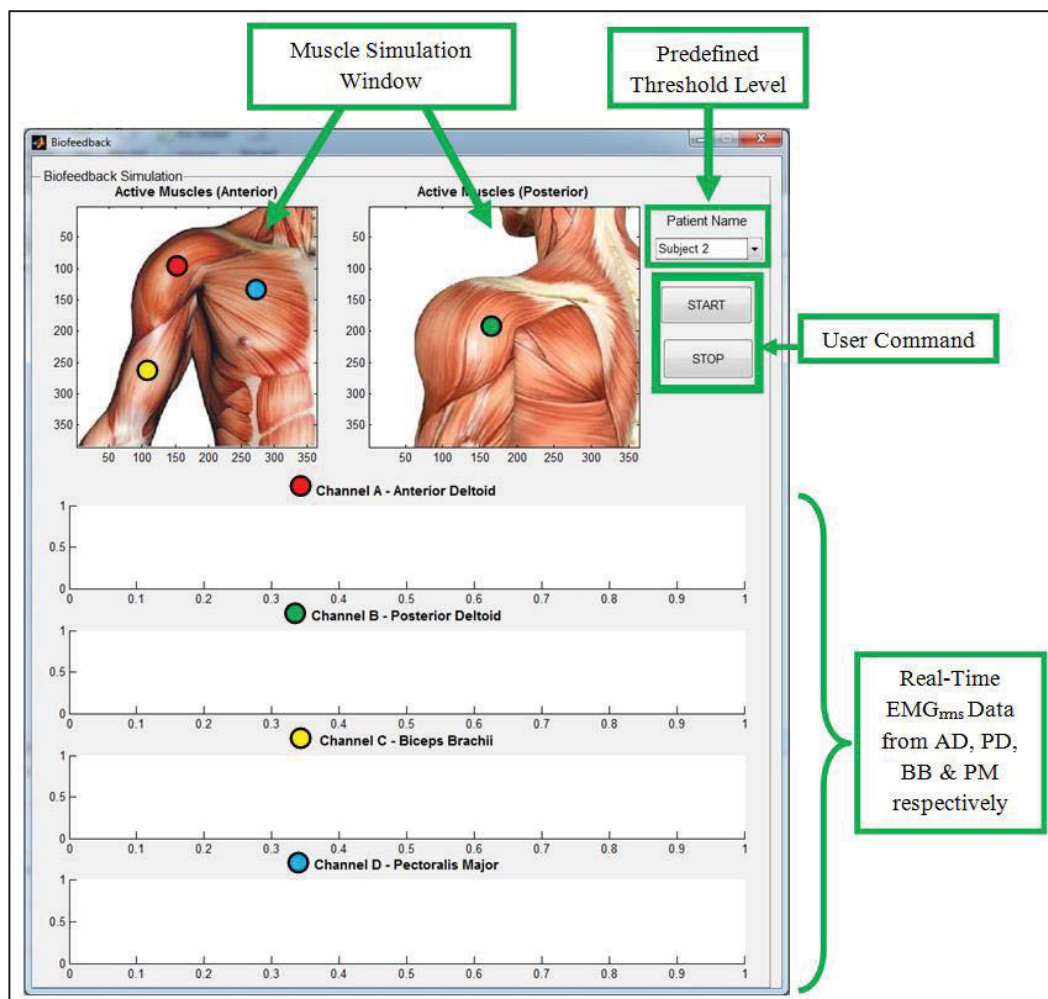 Muscle Simulation
Window
Predefined
Threshold Level
Biofeedback
Biofeedback Simulation
Active Muscles (Anterior)
Active Muscles (Posterior)
50
100
150
200
250
300
350
50 100 150 200 250 300 350
50
100
150
200
250
300
350
50 100 150 200 250 300 350
Patient Name
Subject 2
START
STOP
User Command
Channel A - Anterior Deltoid
1
0.5
0
0 0.1 0.2 0.3 0.4 0.5 0.6 0.7 0.8 0.9 1
Channel B - Posterior Deltoid
1
0.5
0
0 0.1 0.2 0.3 0.4 0.5 0.6 0.7 0.8 0.9 1
Channel C - Biceps Brachii
1
0.5
0
0 0.1 0.2 0.3 0.4 0.5 0.6 0.7 0.8 0.9 1
Channel D - Pectoralis Major
1
0.5
0
0 0.1 0.2 0.3 0.4 0.5 0.6 0.7 0.8 0.9 1
Real-Time
EMGrms Data
from AD, PD,
BB & PM
respectively